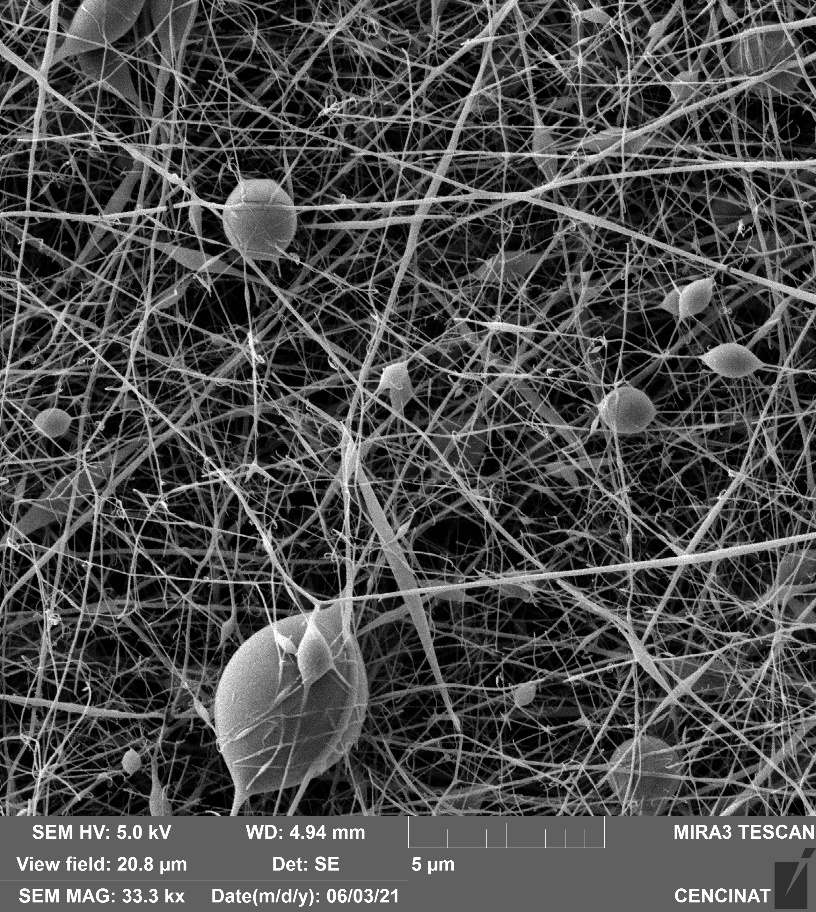 SEM HV: 5.0 kV WD: 4.94 mm MIRA3 TESCAN
View field: 20.8 µm Det: SE 5 µm
SEM MAG: 33.3 kx Date(m/d/y): 06/03/21 CENCINAT